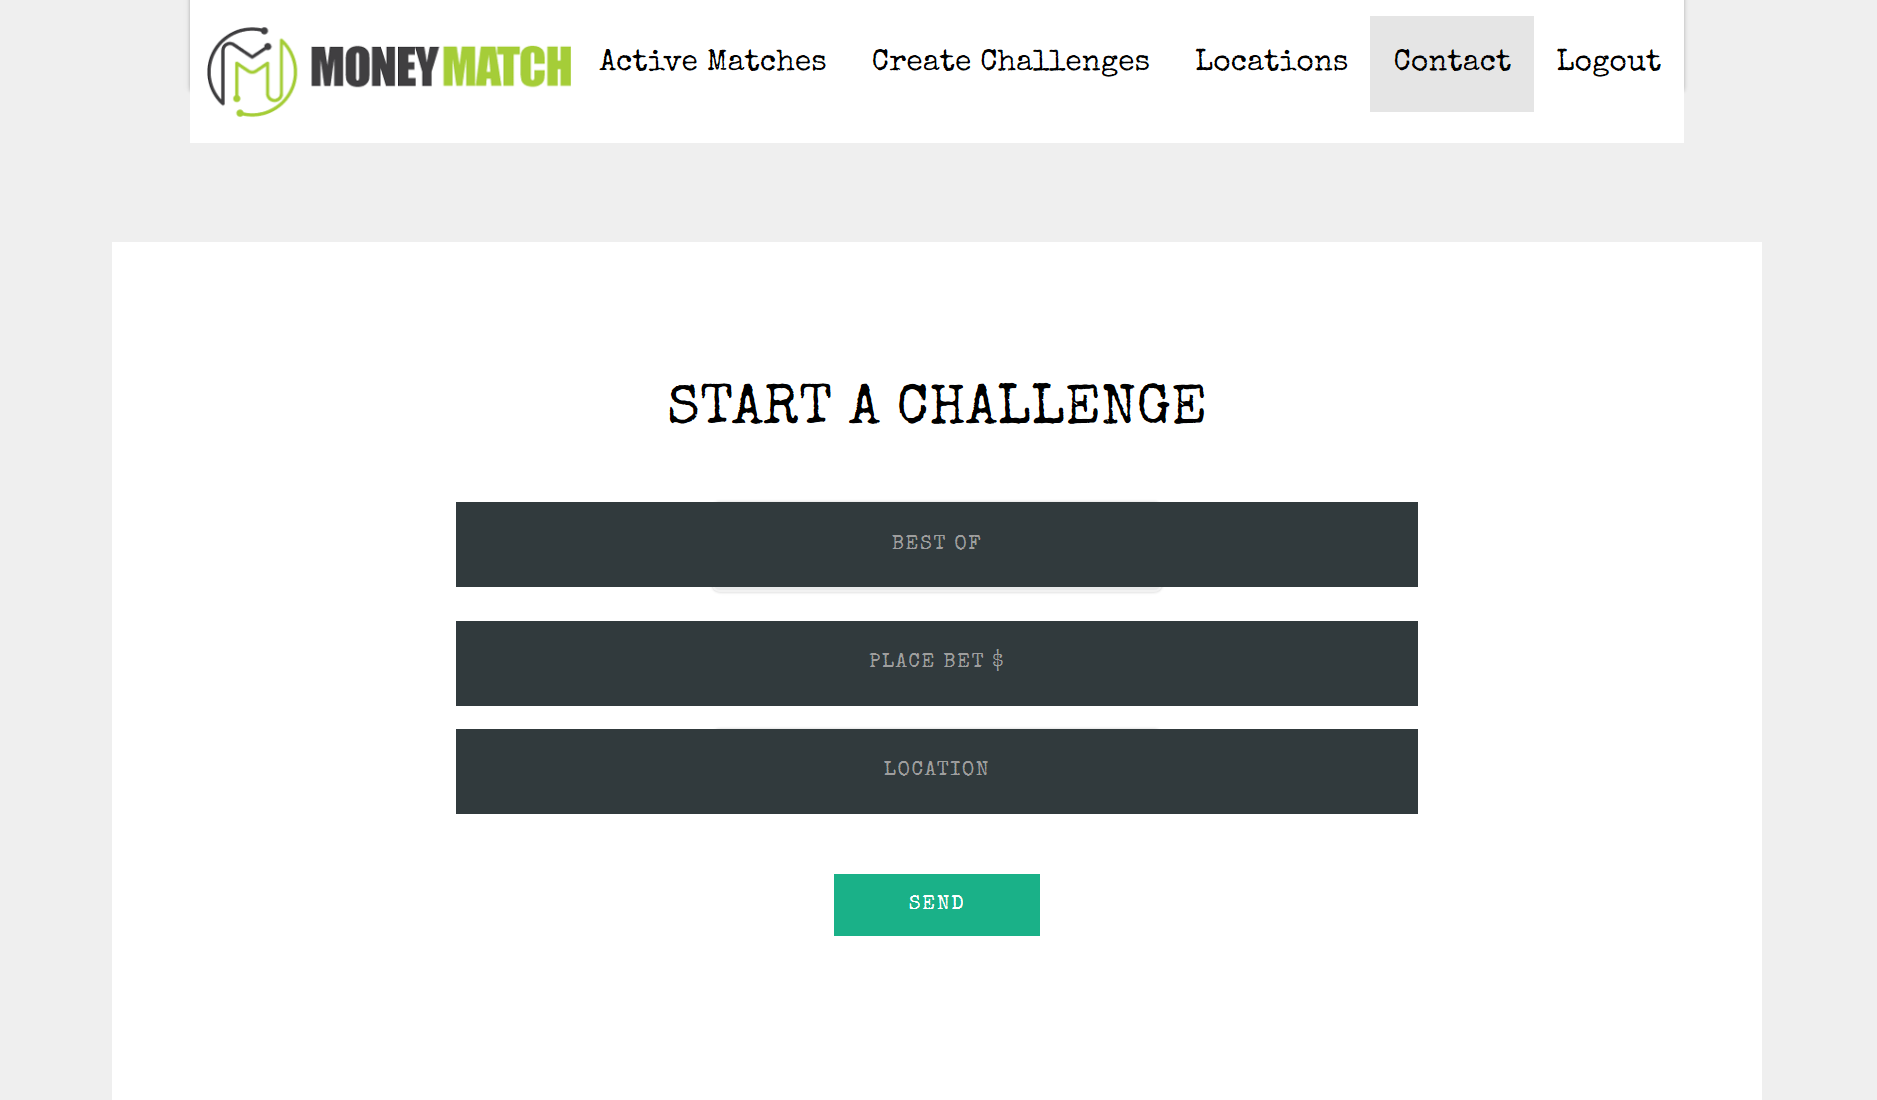 MONEYMATCH Active Matches Create Challenges Locations Contact Logout
START A CHALLENGE
BEST OF
PLACE BET $
LOCATION
SEND